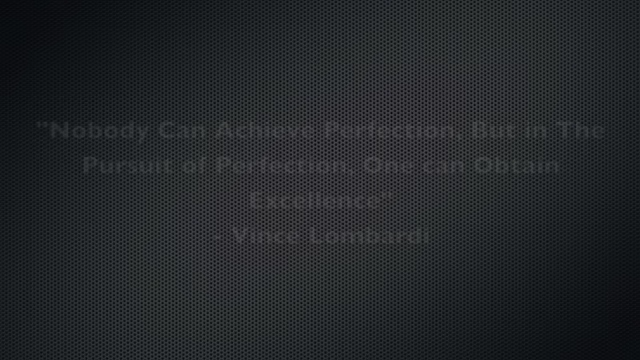 "Nobody Can Achieve Perfection, But in The
Pursuit of Perfection, One can Obtain
Excellence"
- Vince Lombardi